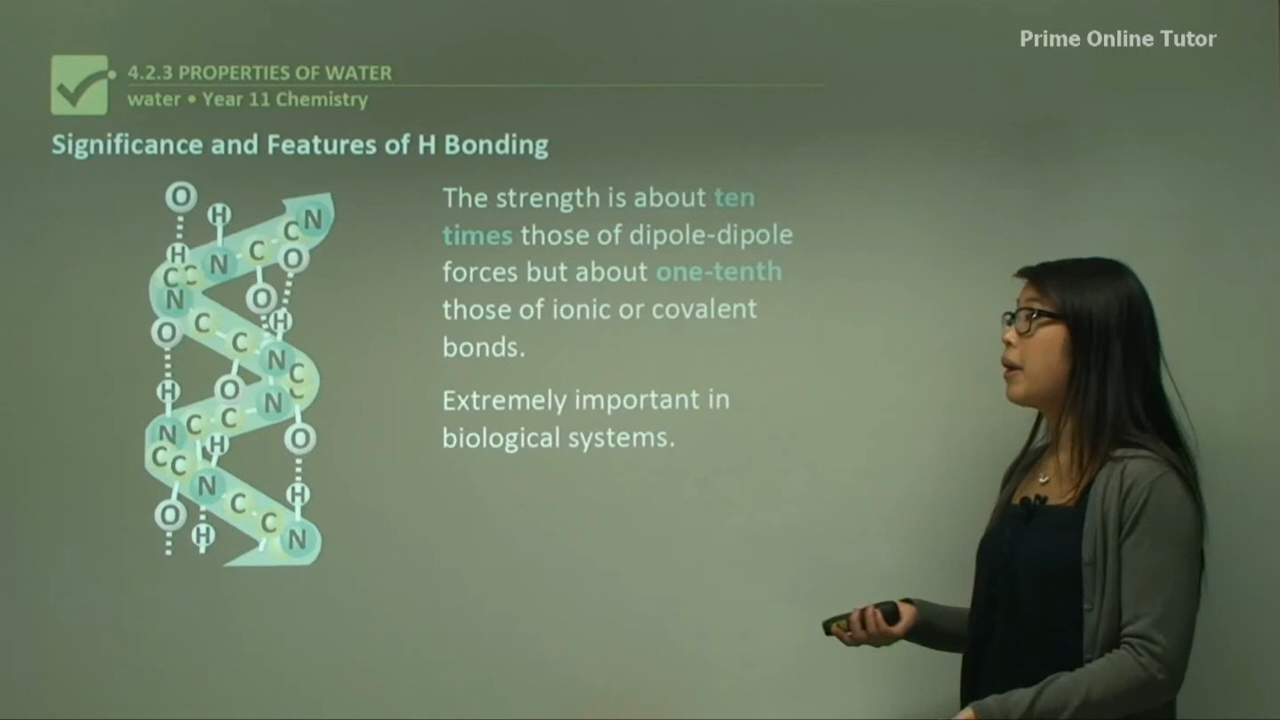 Prime Online Tutor
4.2.3 PROPERTIES OF WATER
water • Year 11 Chemistry
Significance and Features of H Bonding
O
H C N
H N C O
C C
N O
O C H
C N
C
H O C
N
N C C
H O
C C
N C H
O C
H N
The strength is about ten
times those of dipole-dipole
forces but about one-tenth
those of ionic or covalent
bonds.
Extremely important in
biological systems.